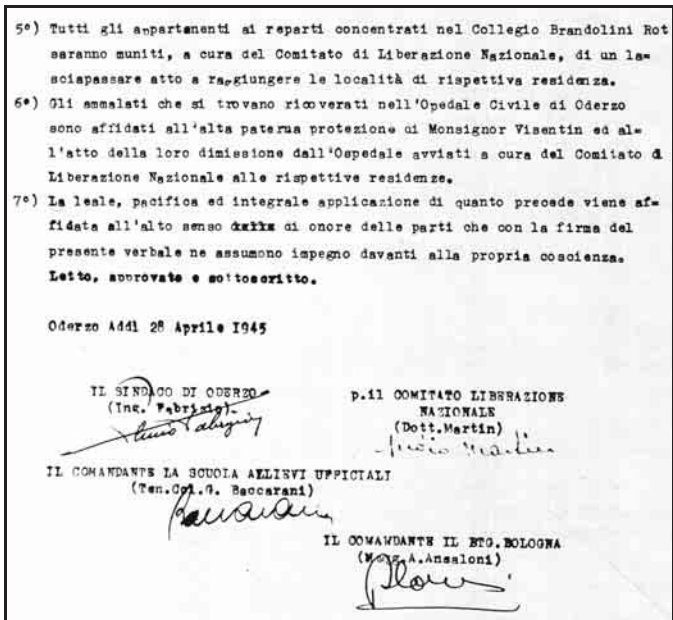 5°) Tutti gli appartenenti ai reparti concentrati nel Collegio Brandolini Rot
saranno muniti, a cura del Comitato di Liberazione Nazionale, di un la=
sciapassare atto a raggiungere le località di rispettiva residenza.
6°) Gli ammalati che si trovano ricoverati nell'Opedale Civile di Oderzo
sono affidati all'alta paterna protezione di Monsignor Visentin ed al=
l'atto della loro dimissione dall'Ospedale avviati a cura del Comitato d
Liberazione Nazionale alle rispettive residenze.
7°) La leale, pacifica ed integrale applicazione di quanto precede viene af=
fidata all'alto senso di onore delle parti che con la firma del
presente verbale ne assumono impegno davanti alla propria coscienza.
Letto, approvato e sottoscritto.
Oderzo Addì 28 Aprile I945
IL SINDACO DI ODERZO
(Ing. Fabrizio)
p.il COMITATO LIBERAZIONE
NAZIONALE
(Dott.Martin)
IL COMANDANTE LA SCUOLA ALLIEVI UFFICIALI
(Ten.Col.G. Baccarani)
Baccarani
IL COMANDANTE IL BTG.BOLOGNA
(Magg.A.Ansaloni)